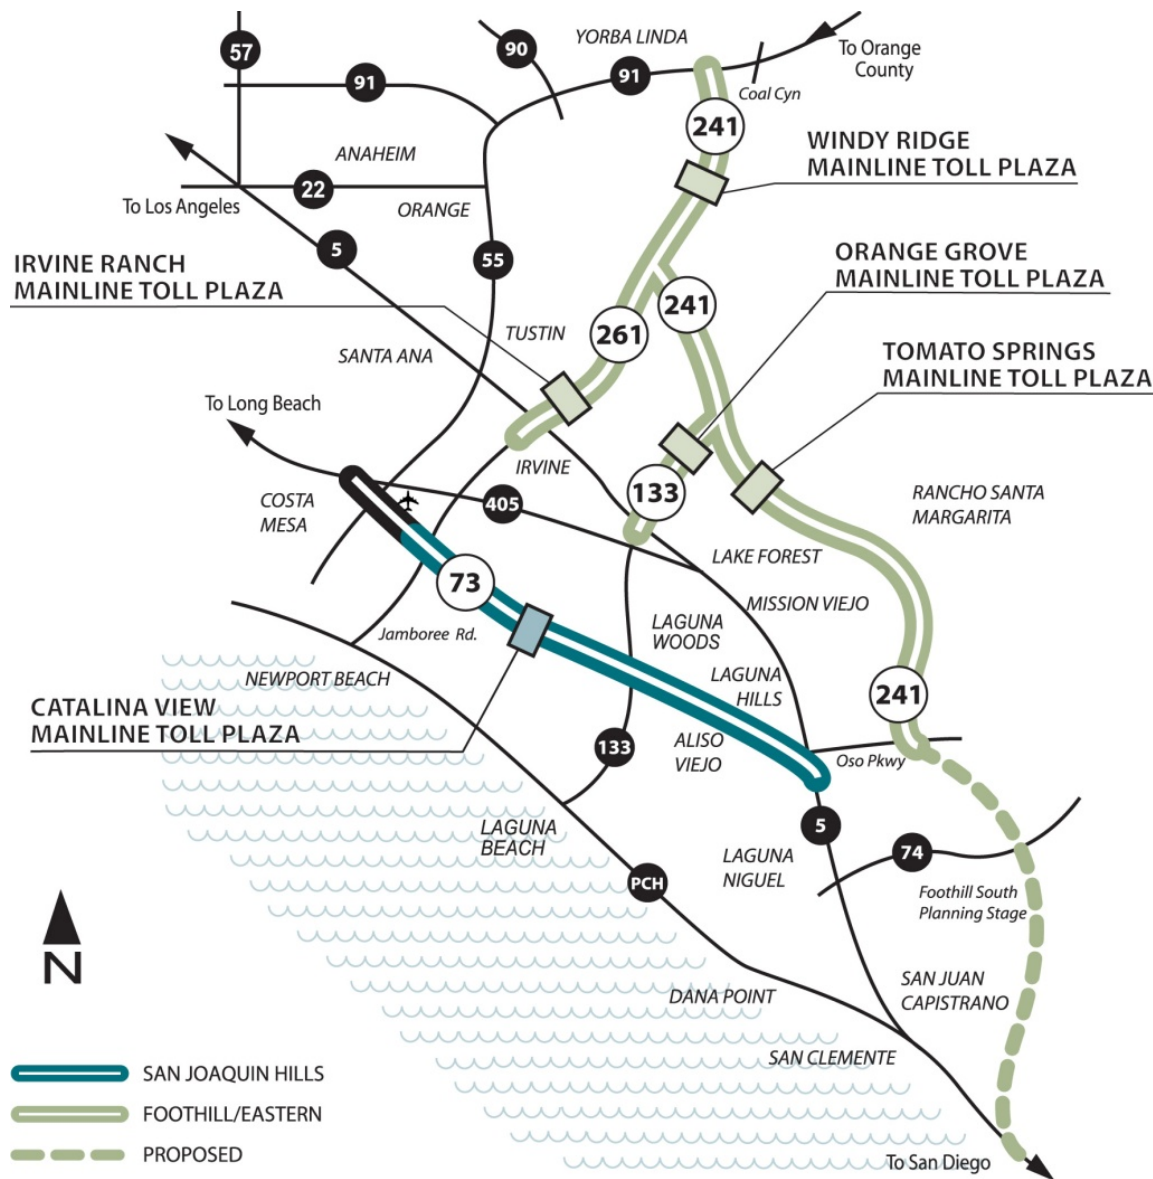 57
90
YORBA LINDA
To Orange
County
91
91
Coal Cyn
241
WINDY RIDGE
MAINLINE TOLL PLAZA
ANAHEIM
22
To Los Angeles
ORANGE
5
55
IRVINE RANCH
MAINLINE TOLL PLAZA
ORANGE GROVE
MAINLINE TOLL PLAZA
241
261
TUSTIN
SANTA ANA
TOMATO SPRINGS
MAINLINE TOLL PLAZA
To Long Beach
IRVINE
133
COSTA
MESA
405
RANCHO SANTA
MARGARITA
LAKE FOREST
73
MISSION VIEJO
Jamboree Rd.
LAGUNA
WOODS
NEWPORT BEACH
LAGUNA
HILLS
241
CATALINA VIEW
MAINLINE TOLL PLAZA
133
ALISO
VIEJO
Oso Pkwy
LAGUNA
BEACH
5
74
LAGUNA
NIGUEL
PCH
Foothill South
Planning Stage
N
DANA POINT
SAN JUAN
CAPISTRANO
SAN CLEMENTE
SAN JOAQUIN HILLS
FOOTHILL/EASTERN
PROPOSED
To San Diego